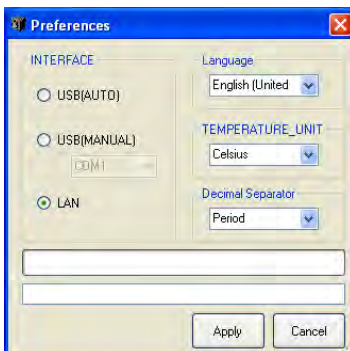 Preferences
INTERFACE
USB(AUTO)
USB(MANUAL)
COM1
LAN
Language
English (United
TEMPERATURE_UNIT
Celsius
Decimal Separator
Period
Apply
Cancel